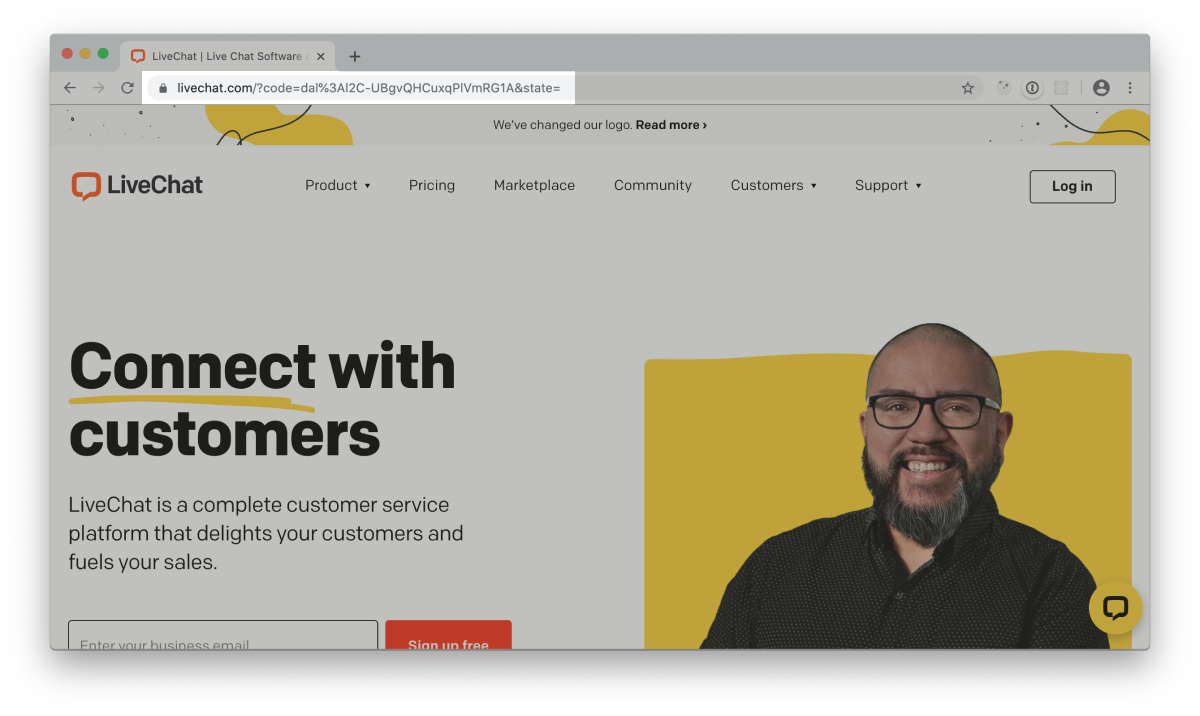 LiveChat | Live Chat Software
livechat.com/?code=dal%3Al2C-UBgvQHCuxqPlVmRG1A&state=
We've changed our logo. Read more ›
LiveChat
Product ▾ Pricing Marketplace Community Customers ▾ Support ▾ Log in
Connect with
customers
LiveChat is a complete customer service
platform that delights your customers and
fuels your sales.
Enter your business email Sign up free